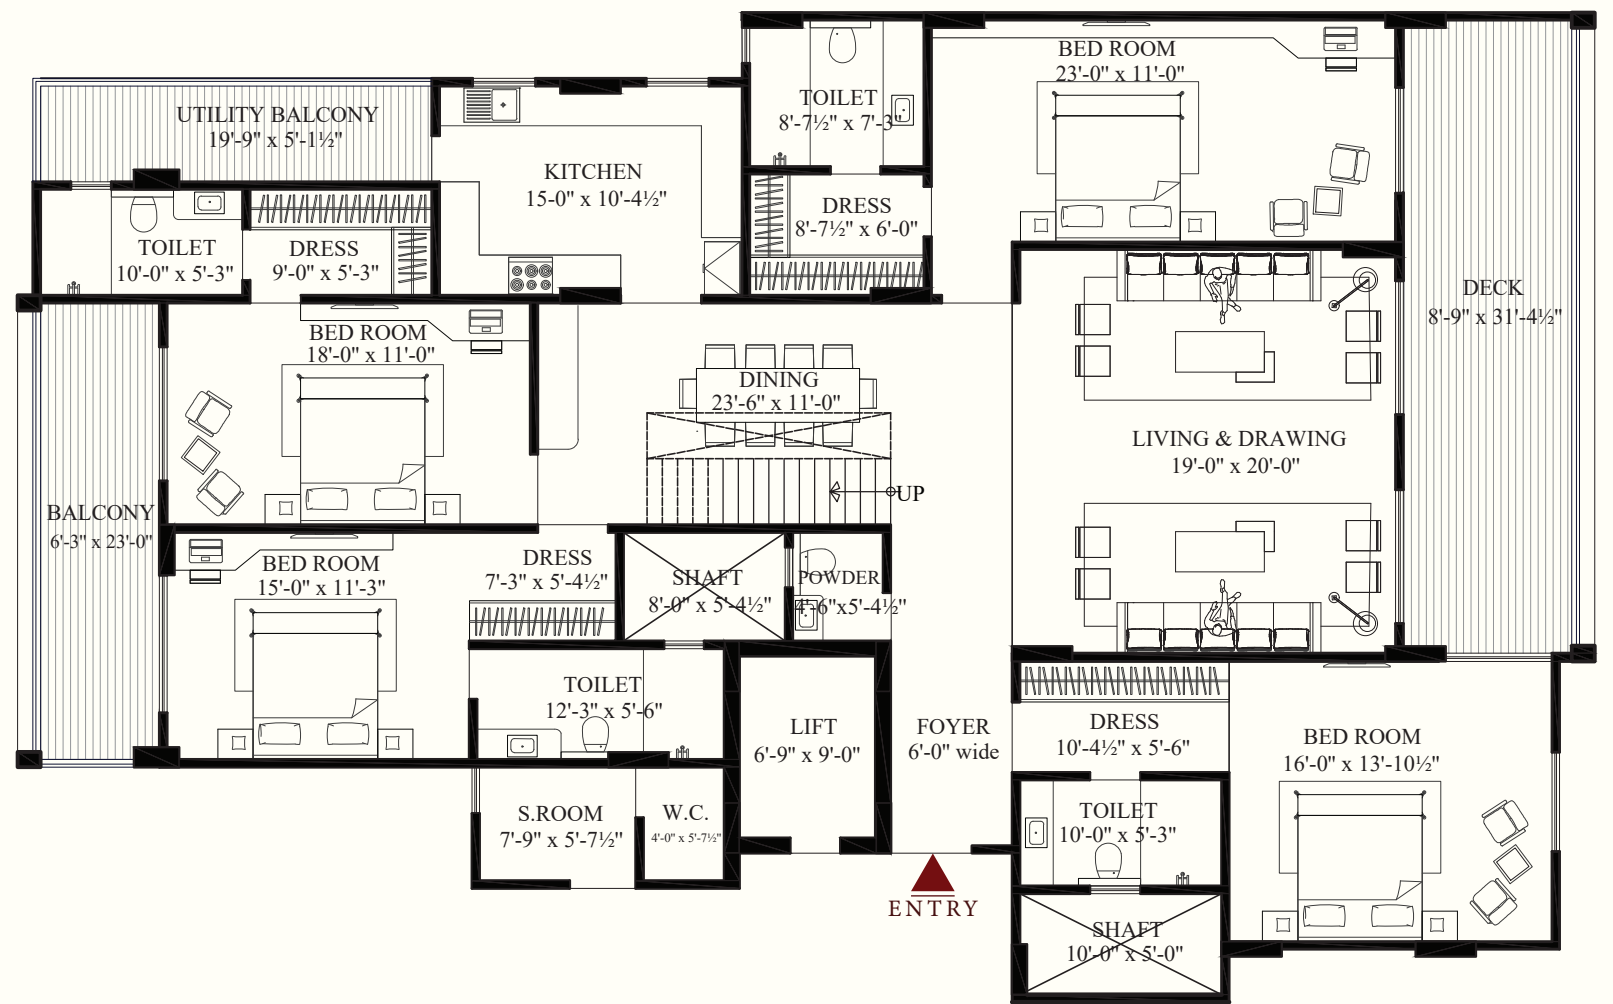 BED ROOM
23'-0" x 11'-0"
TOILET
8'-7½" x 7'-3"
UTILITY BALCONY
19'-9" x 5'-1½"
KITCHEN
15-0" x 10'-4½"
DRESS
8'-7½" x 6'-0"
TOILET
10'-0" x 5'-3"
DRESS
9'-0" x 5'-3"
DECK
8'-9" x 31'-4½"
BED ROOM
18'-0" x 11'-0"
DINING
23'-6" x 11'-0"
LIVING & DRAWING
19'-0" x 20'-0"
UP
BALCONY
6'-3" x 23'-0"
BED ROOM
15'-0" x 11'-3"
DRESS
7'-3" x 5'-4½"
SHAFT
8'-0" x 5'-4½"
POWDER
4'-6"x5'-4½"
TOILET
12'-3" x 5'-6"
LIFT
6'-9" x 9'-0"
FOYER
6'-0" wide
DRESS
10'-4½" x 5'-6"
BED ROOM
16'-0" x 13'-10½"
S.ROOM
7'-9" x 5'-7½"
W.C.
4'-0" x 5'-7½"
TOILET
10'-0" x 5'-3"
ENTRY
SHAFT
10'-0" x 5'-0"